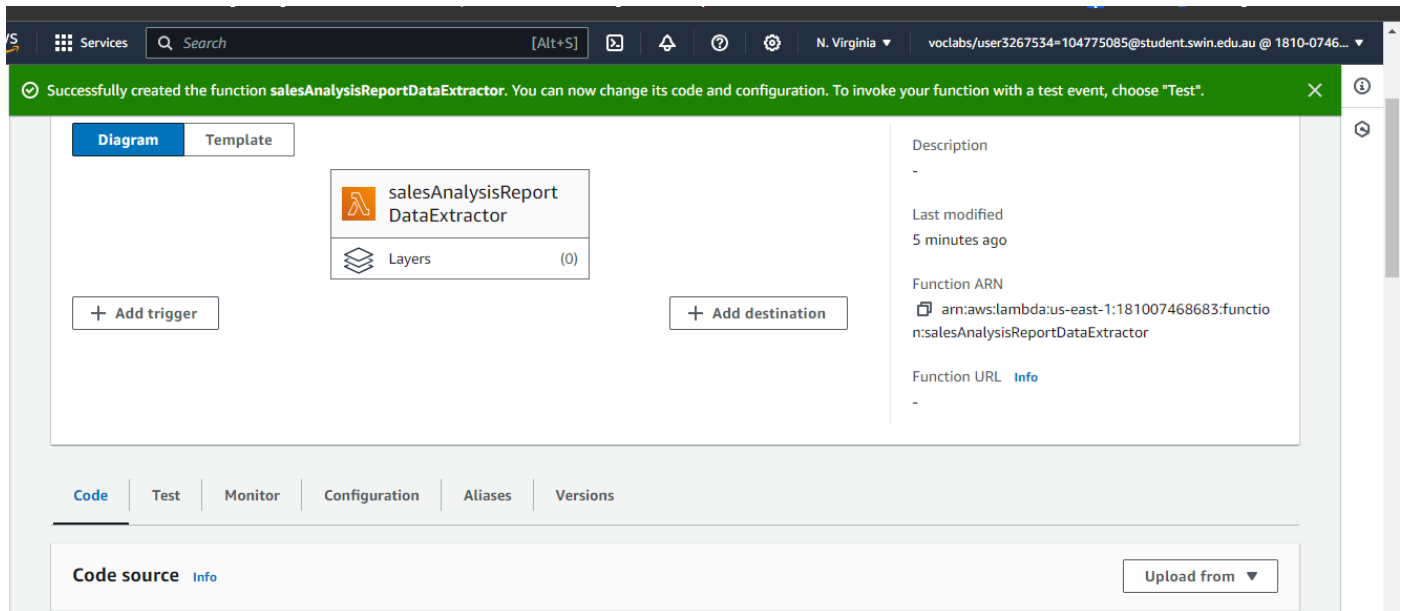 Services
Search
[Alt+S]
N. Virginia
voclabs/user3267534=104775085@student.swin.edu.au @ 1810-0746...
Successfully created the function salesAnalysisReportDataExtractor. You can now change its code and configuration. To invoke your function with a test event, choose "Test".
Diagram
Template
salesAnalysisReport
DataExtractor
Layers
(0)
+ Add trigger
+ Add destination
Description
-
Last modified
5 minutes ago
Function ARN
arn:aws:lambda:us-east-1:181007468683:functio
n:salesAnalysisReportDataExtractor
Function URL Info
-
Code
Test
Monitor
Configuration
Aliases
Versions
Code source Info
Upload from